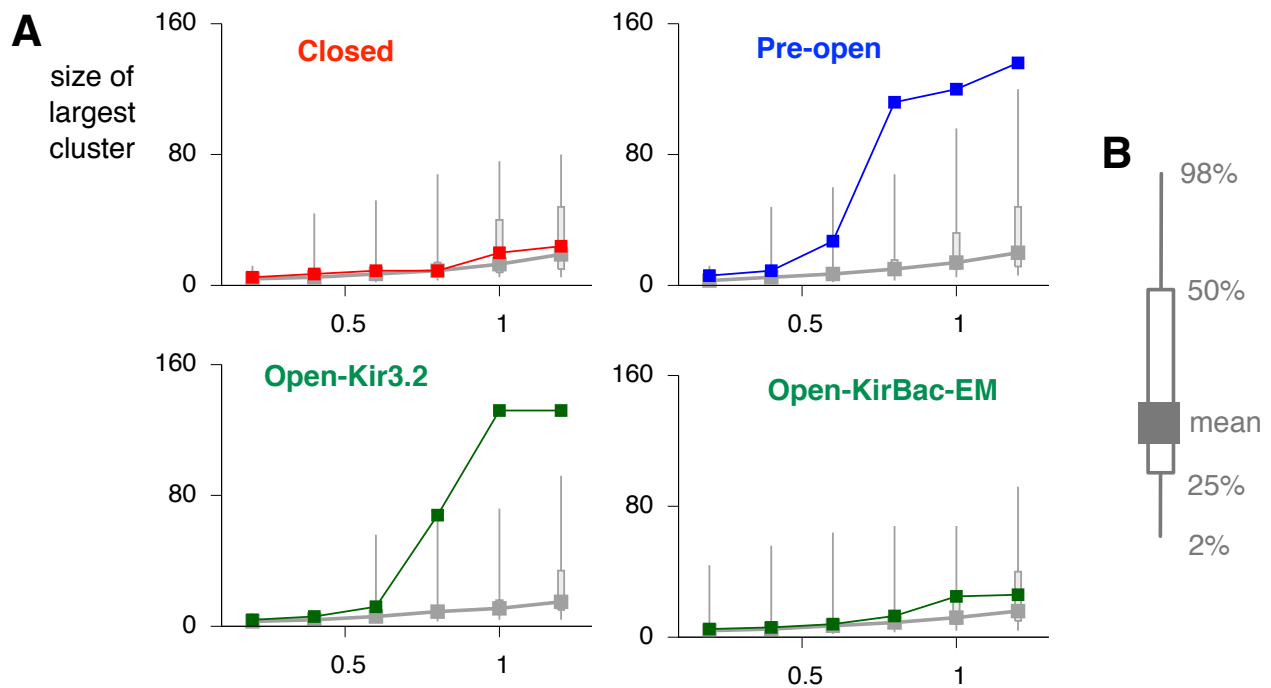 A
size of
largest
cluster
160
80
0
Closed
0.5
1
160
80
0
Pre-open
0.5
1
160
80
0
Open-Kir3.2
0.5
1
160
80
0
Open-KirBac-EM
0.5
1
B
98%
50%
mean
25%
2%